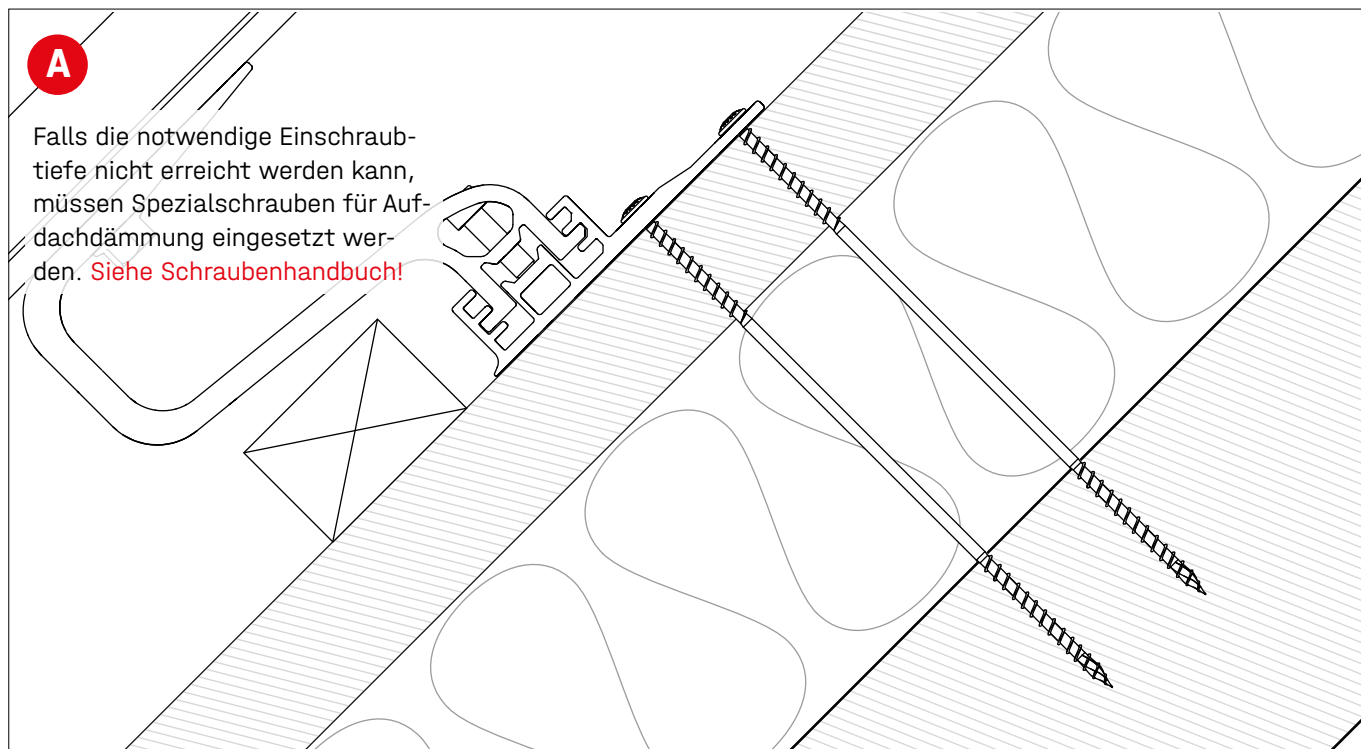 A
Falls die notwendige Einschraub-
tiefe nicht erreicht werden kann,
müssen Spezialschrauben für Auf-
dachdämmung eingesetzt wer-
den. Siehe Schraubenhandbuch!